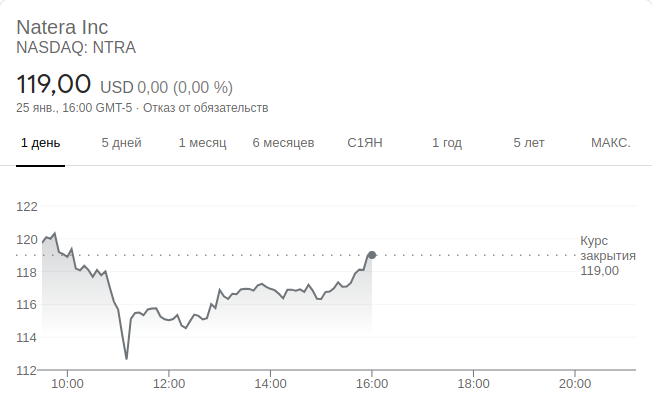 Natera Inc
NASDAQ: NTRA
119,00 USD 0,00 (0,00 %)
25 янв., 16:00 GMT-5 · Отказ от обязательств
1 день 5 дней 1 месяц 6 месяцев С1ЯН 1 год 5 лет МАКС.
122
120
118
116
114
112
Курс
закрытия
119,00
10:00 12:00 14:00 16:00 18:00 20:00